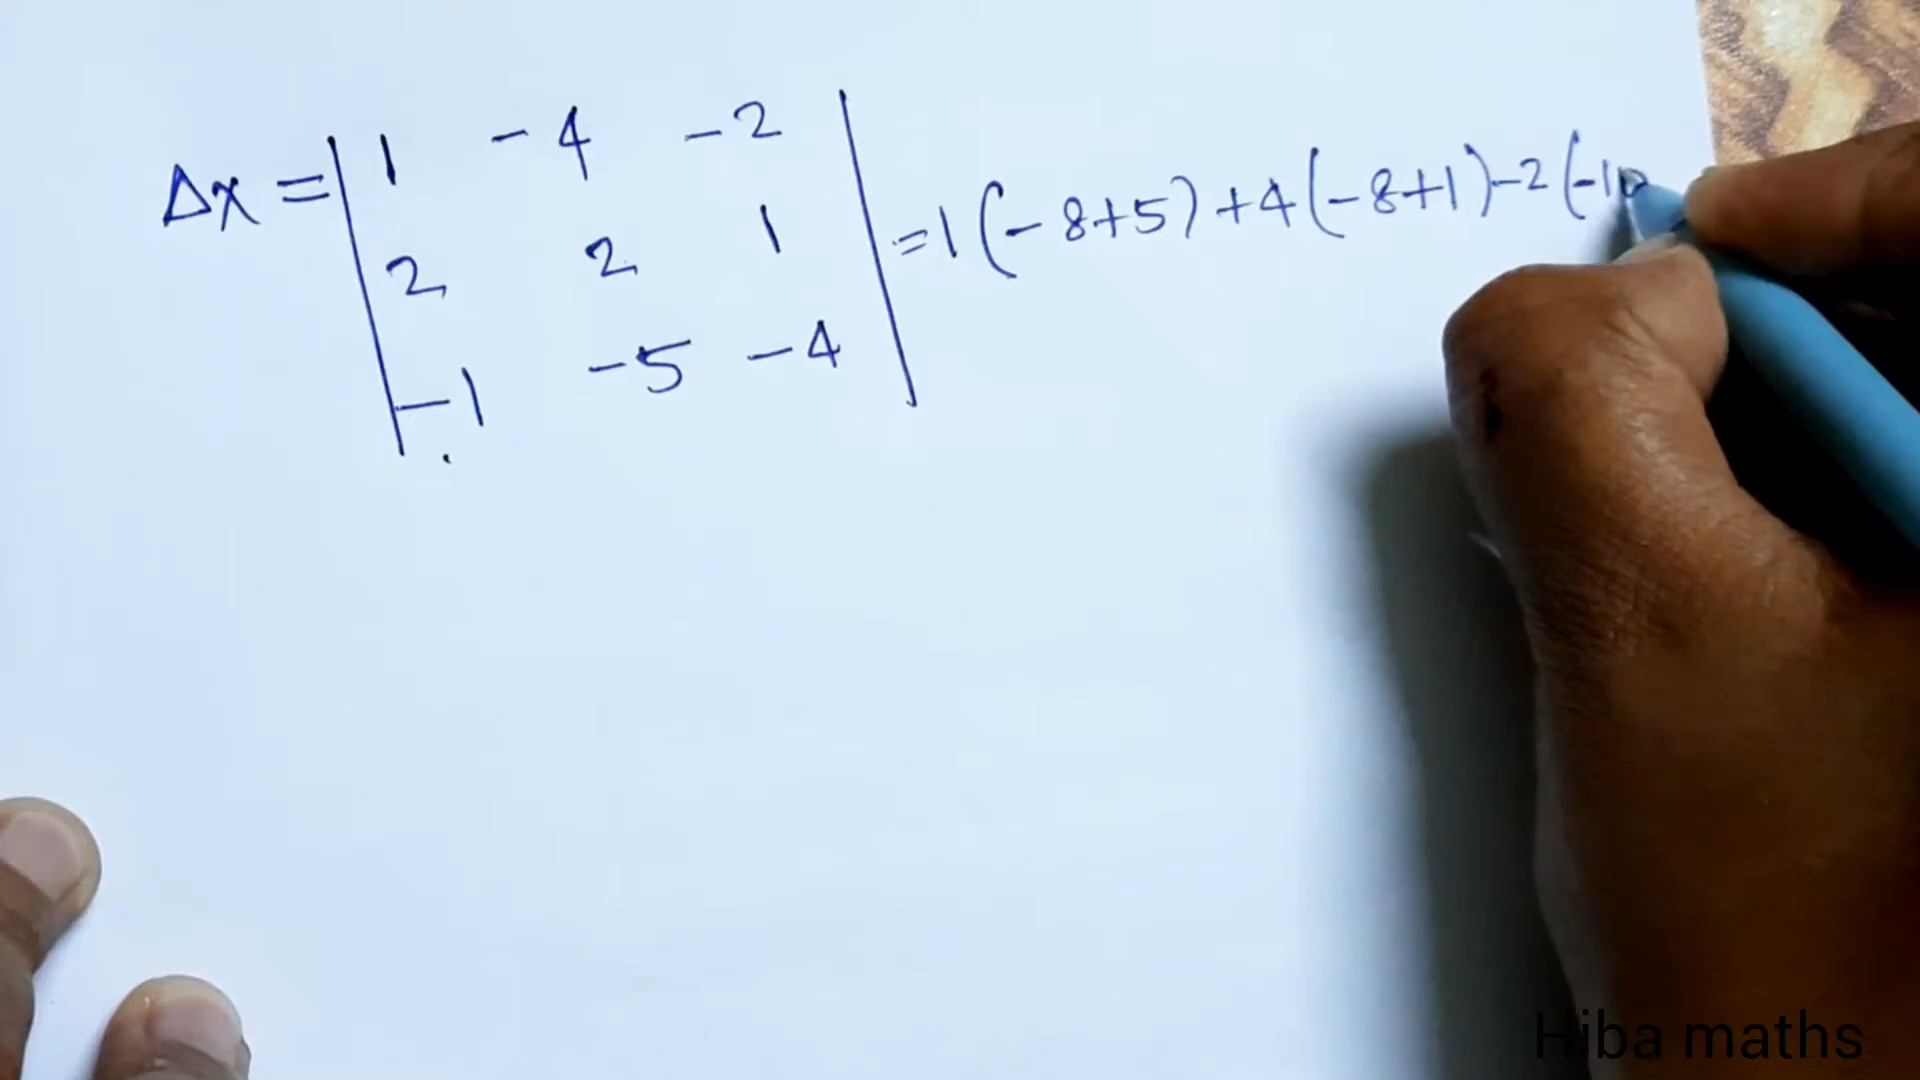 Δx = | 1 -4 -2 |
2 2 1 = 1(-8+5)+4(-8+1)-2(-10
-1 -5 -4
Hiba maths